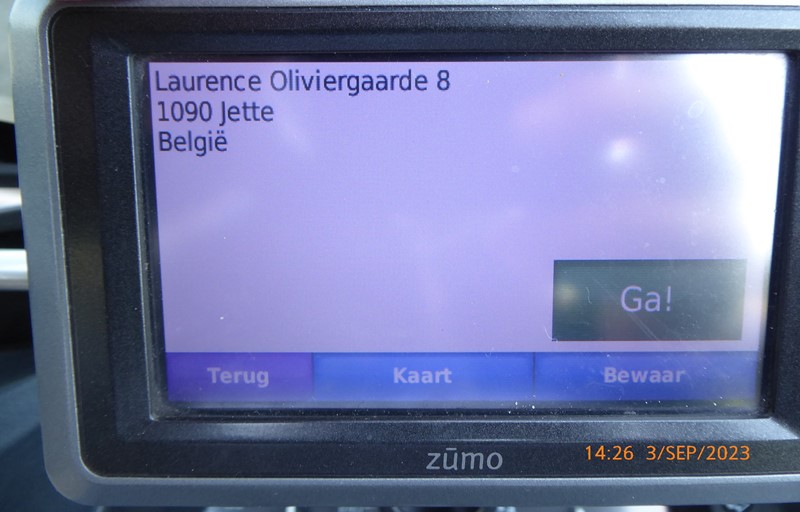 Laurence Oliviergaarde 8
1090 Jette
België
Ga!
Terug Kaart Bewaar
zūmo
14:26 3/SEP/2023